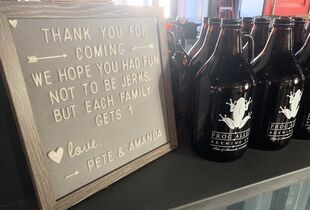 THANK YOU FOR
COMING
WE HOPE YOU HAD FUN
NOT TO BE JERKS,
BUT EACH FAMILY
GETS 1
love,
PETE & AMANDA
FROG ALLEY
BREWING